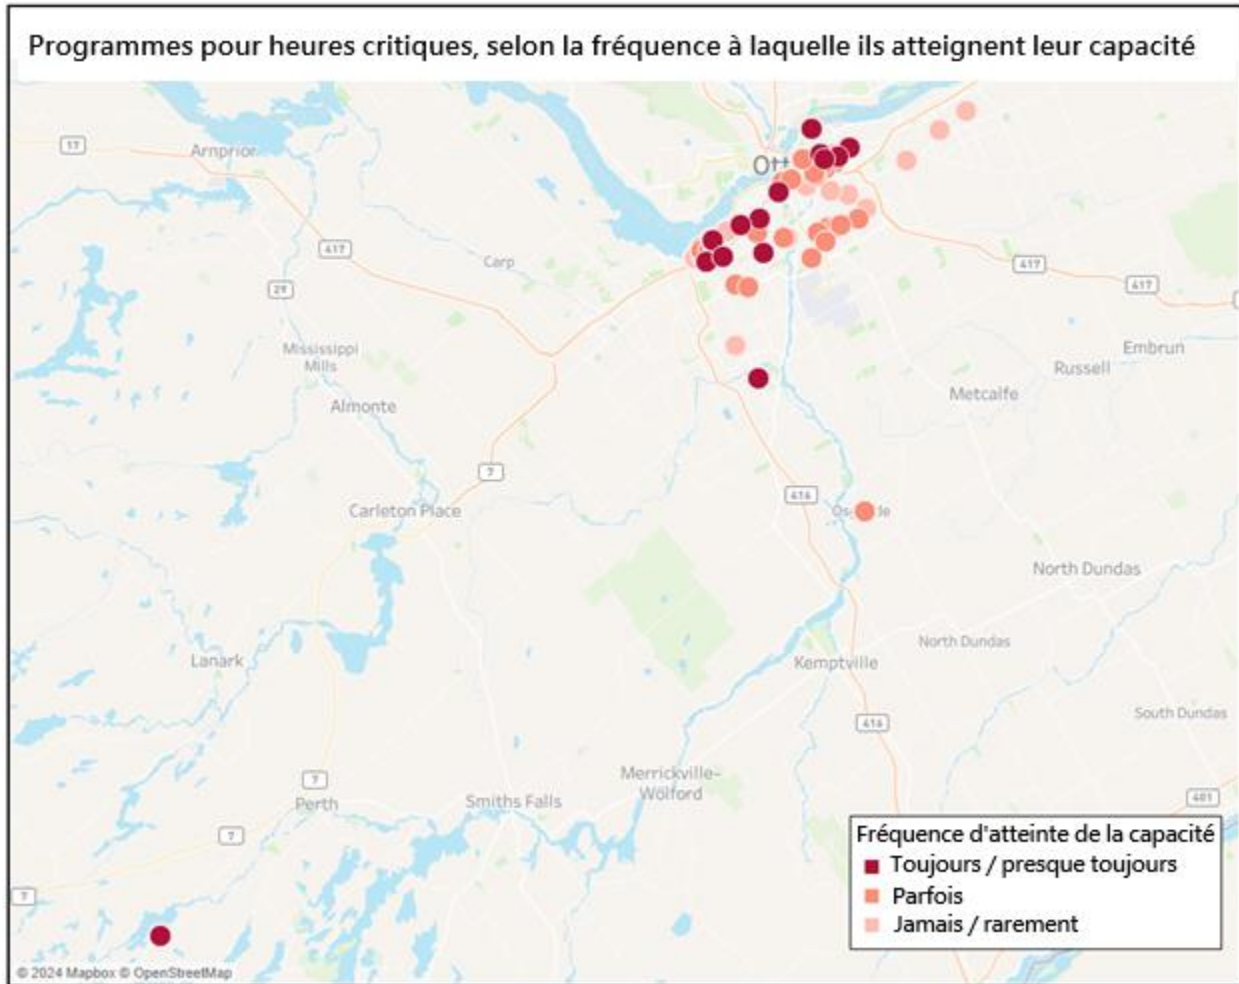 Programmes pour heures critiques, selon la fréquence à laquelle ils atteignent leur capacité
17
Arnprior
Ott
417
Carp
417
29
417
Mississippi
Mills
Embrun
Russell
Almonte
Metcalfe
7
416
Carleton Place
Os
le
North Dundas
North Dundas
Lanark
Kemptville
South Dundas
416
Merrickville-
Wolford
7
Perth
Smiths Falls
401
7
Fréquence d'atteinte de la capacité
Toujours / presque toujours
Parfois
Jamais / rarement
7
© 2024 Mapbox © OpenStreetMap